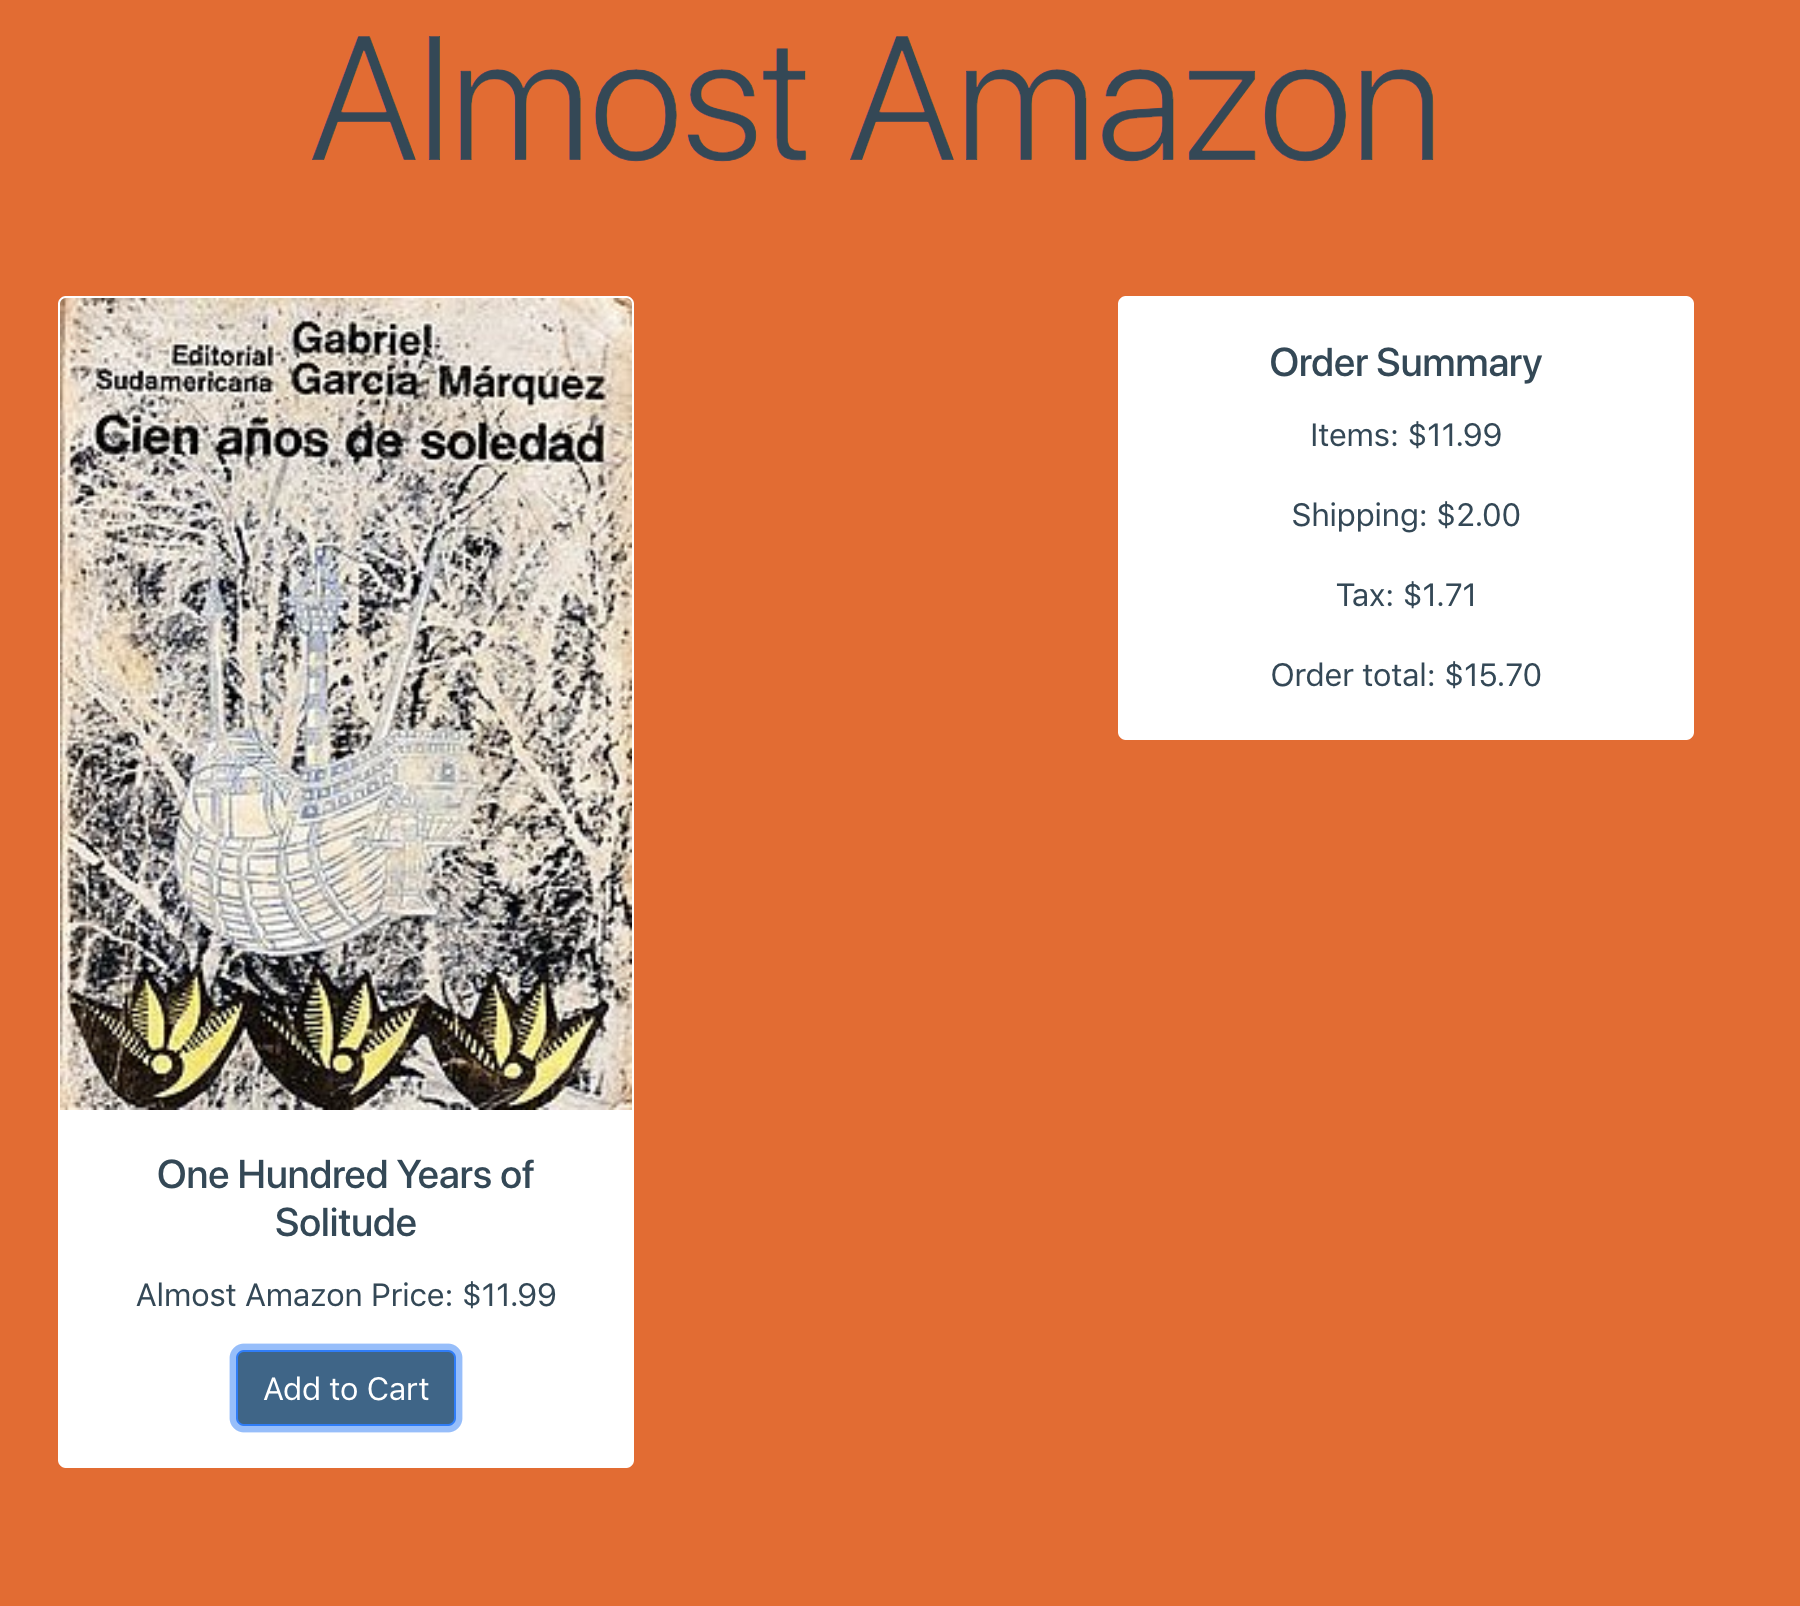 Almost Amazon
Editorial Gabriel
Sudamericana García Márquez
Cien años de soledad
One Hundred Years of
Solitude
Almost Amazon Price: $11.99
Add to Cart
Order Summary
Items: $11.99
Shipping: $2.00
Tax: $1.71
Order total: $15.70